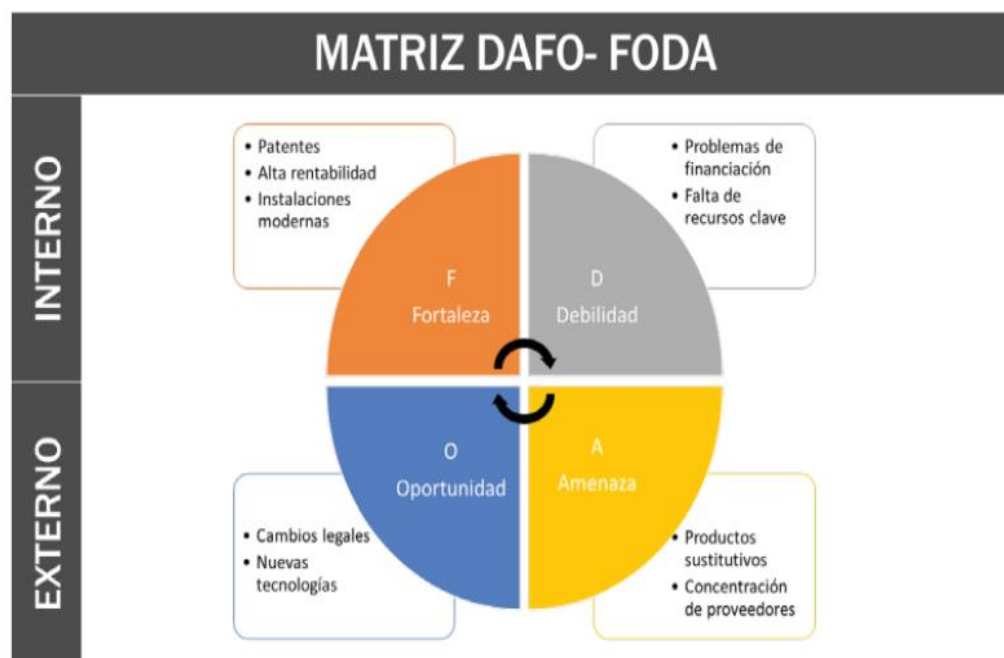 MATRIZ DAFO- FODA
INTERNO
• Patentes
• Alta rentabilidad
• Instalaciones
modernas
• Problemas de
financiación
• Falta de
recursos clave
F
Fortaleza
D
Debilidad
EXTERNO
O
Oportunidad
A
Amenaza
• Cambios legales
• Nuevas
tecnologías
• Productos
sustitutivos
• Concentración
de proveedores